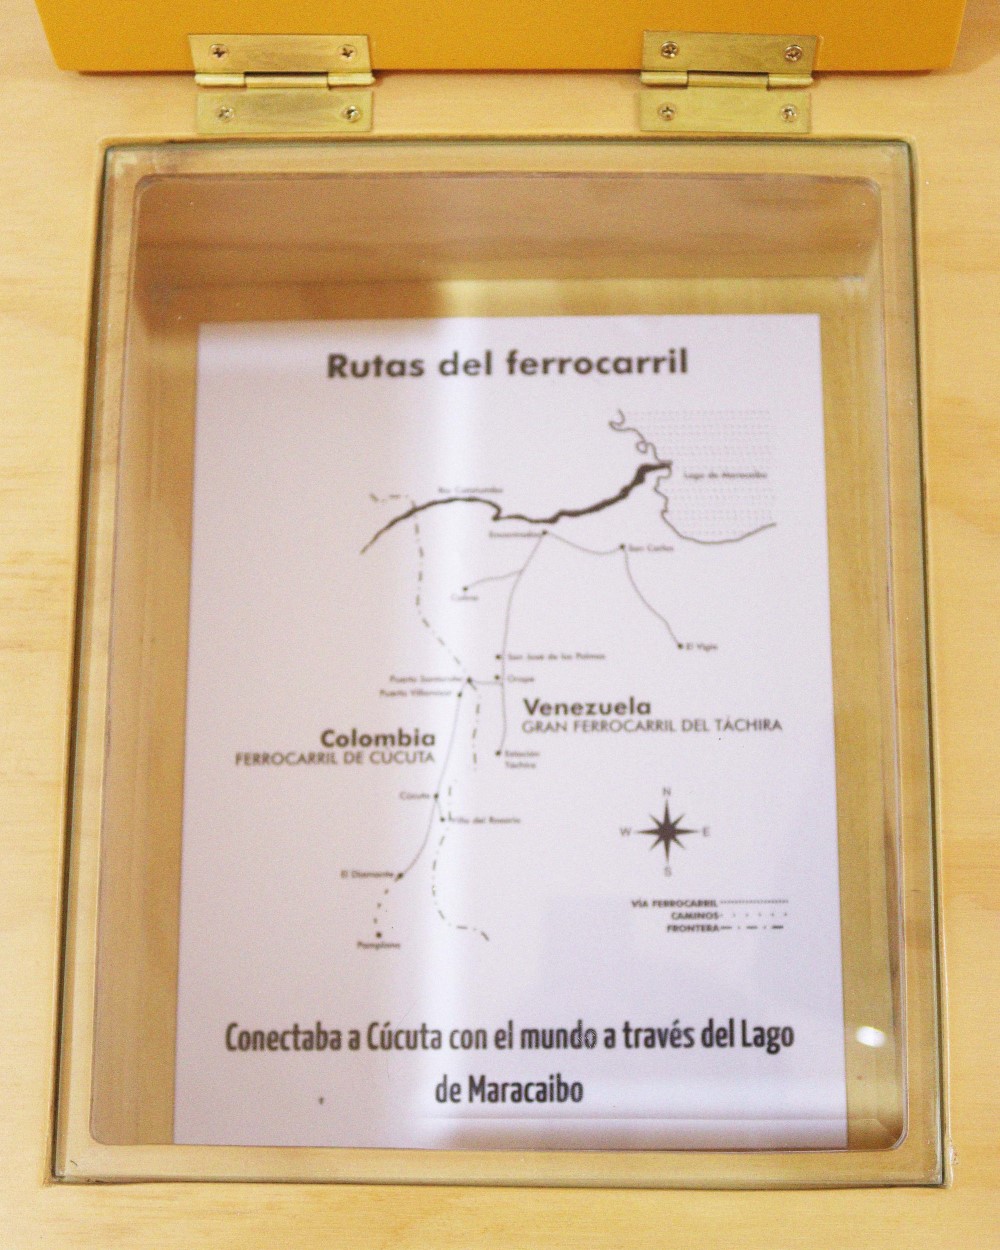 Rutas del ferrocarril
Lago de Maracaibo
Río Catatumbo
Encontrados
San Carlos
Colón
El Vigía
San José de las Palmas
Puerto Santander
Orope
Puerto Villamizar
Venezuela
GRAN FERROCARRIL DEL TÁCHIRA
Colombia
FERROCARRIL DE CÚCUTA
Estación
Táchira
Cúcuta
Villa del Rosario
N
W
E
S
El Diamante
Pamplona
VÍA FERROCARRIL
CAMINOS
FRONTERA
Conectaba a Cúcuta con el mundo a través del Lago
de Maracaibo